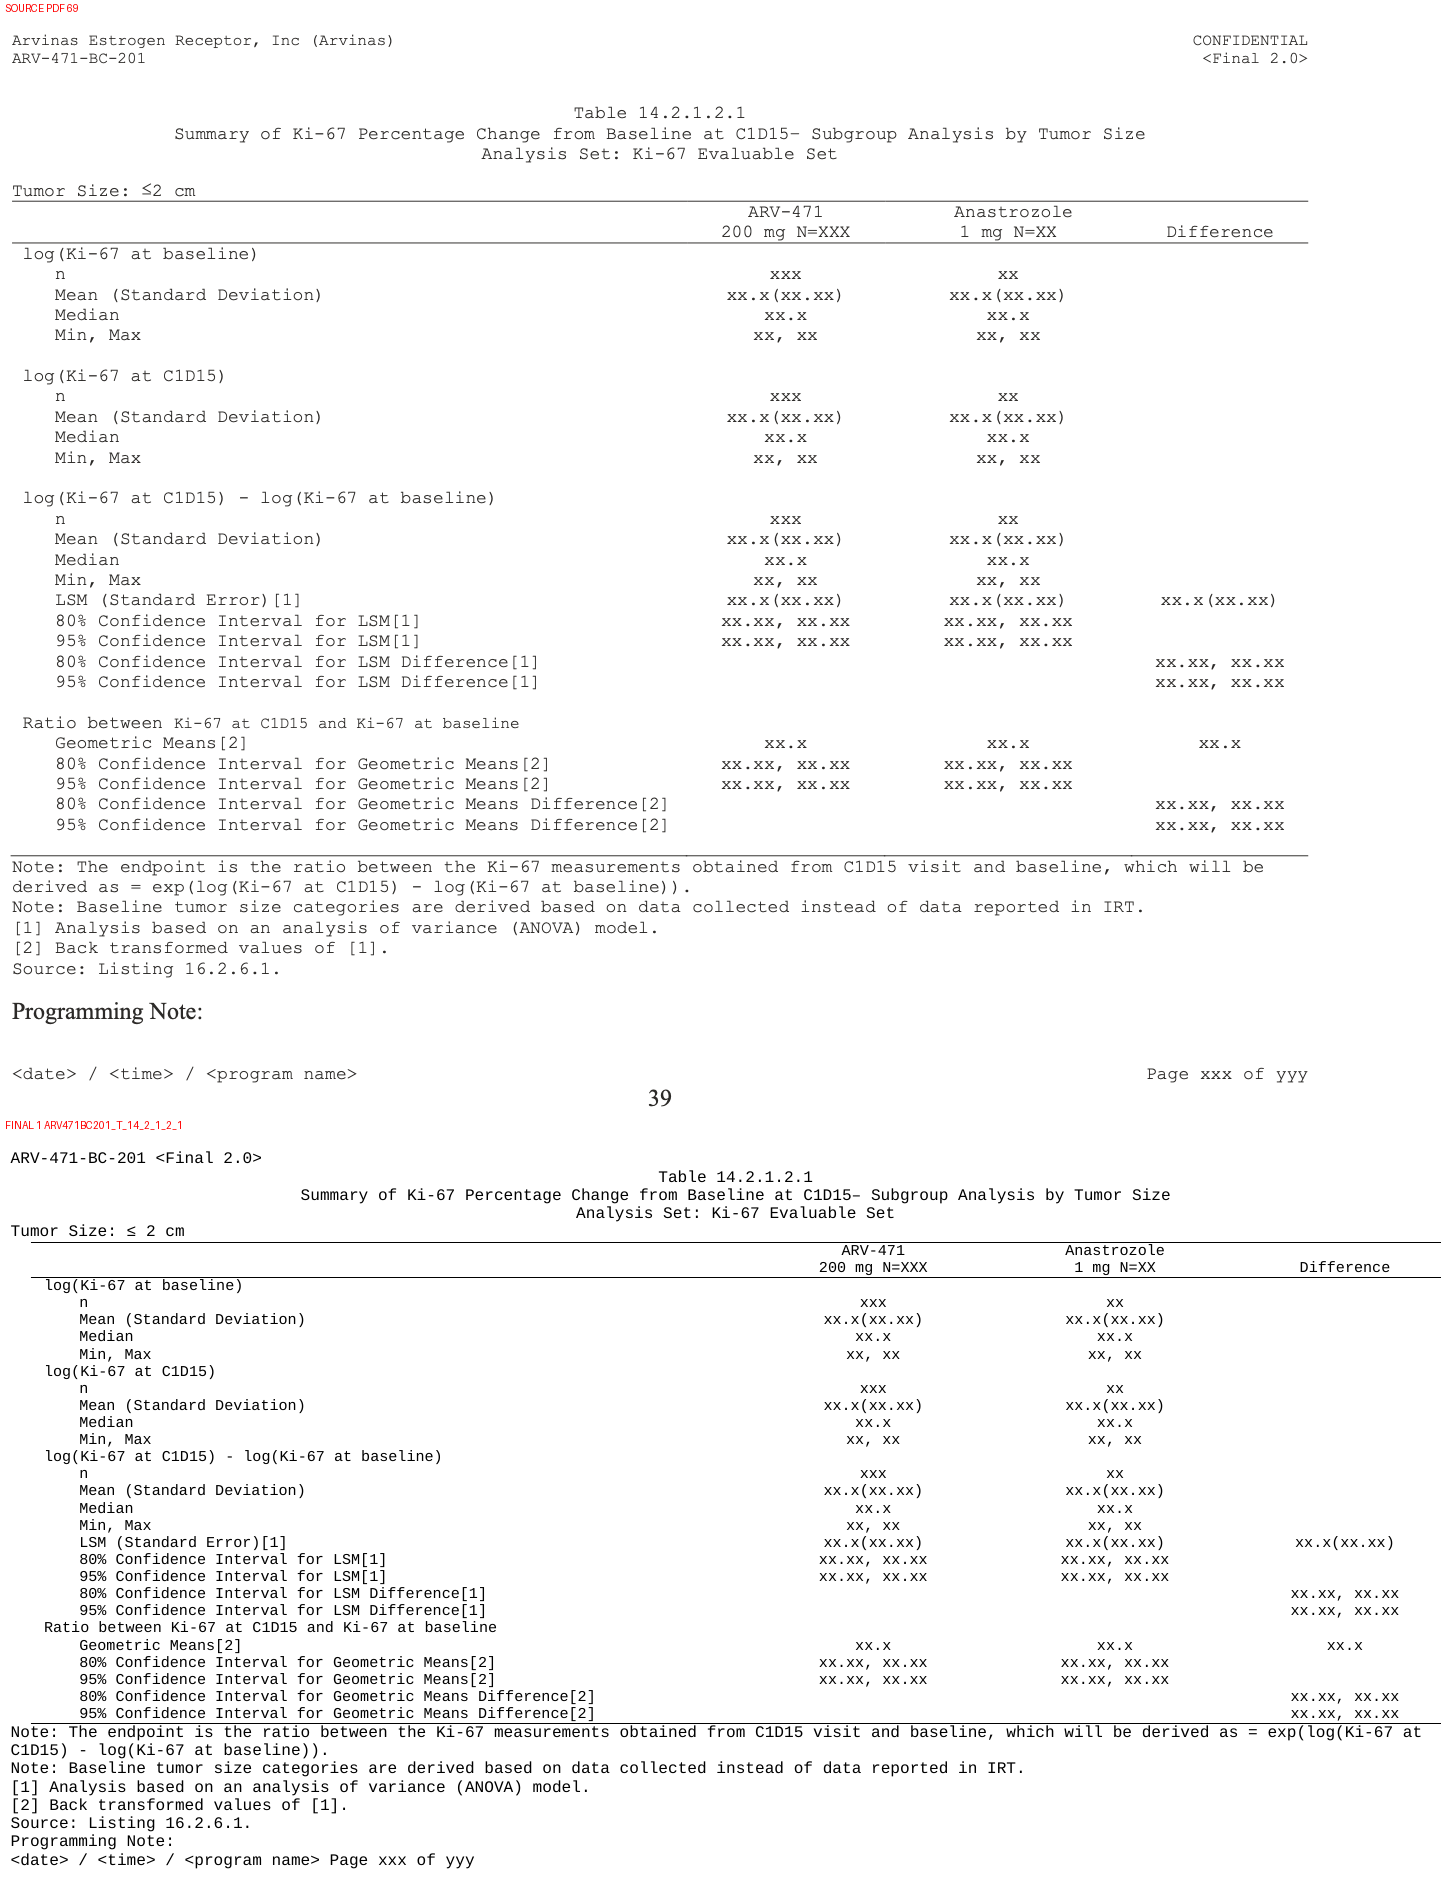 SOURCE PDF 69
Arvinas Estrogen Receptor, Inc (Arvinas) CONFIDENTIAL
ARV-471-BC-201 <Final 2.0>
Table 14.2.1.2.1
Summary of Ki-67 Percentage Change from Baseline at C1D15– Subgroup Analysis by Tumor Size
Analysis Set: Ki-67 Evaluable Set
Tumor Size: ≤2 cm
ARV-471 Anastrozole
200 mg N=XXX 1 mg N=XX Difference
log(Ki-67 at baseline)
n xxx xx
Mean (Standard Deviation) xx.x(xx.xx) xx.x(xx.xx)
Median xx.x xx.x
Min, Max xx, xx xx, xx
log(Ki-67 at C1D15)
n xxx xx
Mean (Standard Deviation) xx.x(xx.xx) xx.x(xx.xx)
Median xx.x xx.x
Min, Max xx, xx xx, xx
log(Ki-67 at C1D15) - log(Ki-67 at baseline)
n xxx xx
Mean (Standard Deviation) xx.x(xx.xx) xx.x(xx.xx)
Median xx.x xx.x
Min, Max xx, xx xx, xx
LSM (Standard Error)[1] xx.x(xx.xx) xx.x(xx.xx) xx.x(xx.xx)
80% Confidence Interval for LSM[1] xx.xx, xx.xx xx.xx, xx.xx
95% Confidence Interval for LSM[1] xx.xx, xx.xx xx.xx, xx.xx
80% Confidence Interval for LSM Difference[1] xx.xx, xx.xx
95% Confidence Interval for LSM Difference[1] xx.xx, xx.xx
Ratio between Ki-67 at C1D15 and Ki-67 at baseline
Geometric Means[2] xx.x xx.x xx.x
80% Confidence Interval for Geometric Means[2] xx.xx, xx.xx xx.xx, xx.xx
95% Confidence Interval for Geometric Means[2] xx.xx, xx.xx xx.xx, xx.xx
80% Confidence Interval for Geometric Means Difference[2] xx.xx, xx.xx
95% Confidence Interval for Geometric Means Difference[2] xx.xx, xx.xx
Note: The endpoint is the ratio between the Ki-67 measurements obtained from C1D15 visit and baseline, which will be
derived as = exp(log(Ki-67 at C1D15) - log(Ki-67 at baseline)).
Note: Baseline tumor size categories are derived based on data collected instead of data reported in IRT.
[1] Analysis based on an analysis of variance (ANOVA) model.
[2] Back transformed values of [1].
Source: Listing 16.2.6.1.
Programming Note:
<date> / <time> / <program name> Page xxx of yyy
39
FINAL 1 ARV471BC201_T_14_2_1_2_1
ARV-471-BC-201 <Final 2.0>
Table 14.2.1.2.1
Summary of Ki-67 Percentage Change from Baseline at C1D15– Subgroup Analysis by Tumor Size
Analysis Set: Ki-67 Evaluable Set
Tumor Size: ≤ 2 cm
ARV-471 Anastrozole
200 mg N=XXX 1 mg N=XX Difference
log(Ki-67 at baseline)
n xxx xx
Mean (Standard Deviation) xx.x(xx.xx) xx.x(xx.xx)
Median xx.x xx.x
Min, Max xx, xx xx, xx
log(Ki-67 at C1D15)
n xxx xx
Mean (Standard Deviation) xx.x(xx.xx) xx.x(xx.xx)
Median xx.x xx.x
Min, Max xx, xx xx, xx
log(Ki-67 at C1D15) - log(Ki-67 at baseline)
n xxx xx
Mean (Standard Deviation) xx.x(xx.xx) xx.x(xx.xx)
Median xx.x xx.x
Min, Max xx, xx xx, xx
LSM (Standard Error)[1] xx.x(xx.xx) xx.x(xx.xx) xx.x(xx.xx)
80% Confidence Interval for LSM[1] xx.xx, xx.xx xx.xx, xx.xx
95% Confidence Interval for LSM[1] xx.xx, xx.xx xx.xx, xx.xx
80% Confidence Interval for LSM Difference[1] xx.xx, xx.xx
95% Confidence Interval for LSM Difference[1] xx.xx, xx.xx
Ratio between Ki-67 at C1D15 and Ki-67 at baseline
Geometric Means[2] xx.x xx.x xx.x
80% Confidence Interval for Geometric Means[2] xx.xx, xx.xx xx.xx, xx.xx
95% Confidence Interval for Geometric Means[2] xx.xx, xx.xx xx.xx, xx.xx
80% Confidence Interval for Geometric Means Difference[2] xx.xx, xx.xx
95% Confidence Interval for Geometric Means Difference[2] xx.xx, xx.xx
Note: The endpoint is the ratio between the Ki-67 measurements obtained from C1D15 visit and baseline, which will be derived as = exp(log(Ki-67 at
C1D15) - log(Ki-67 at baseline)).
Note: Baseline tumor size categories are derived based on data collected instead of data reported in IRT.
[1] Analysis based on an analysis of variance (ANOVA) model.
[2] Back transformed values of [1].
Source: Listing 16.2.6.1.
Programming Note:
<date> / <time> / <program name> Page xxx of yyy